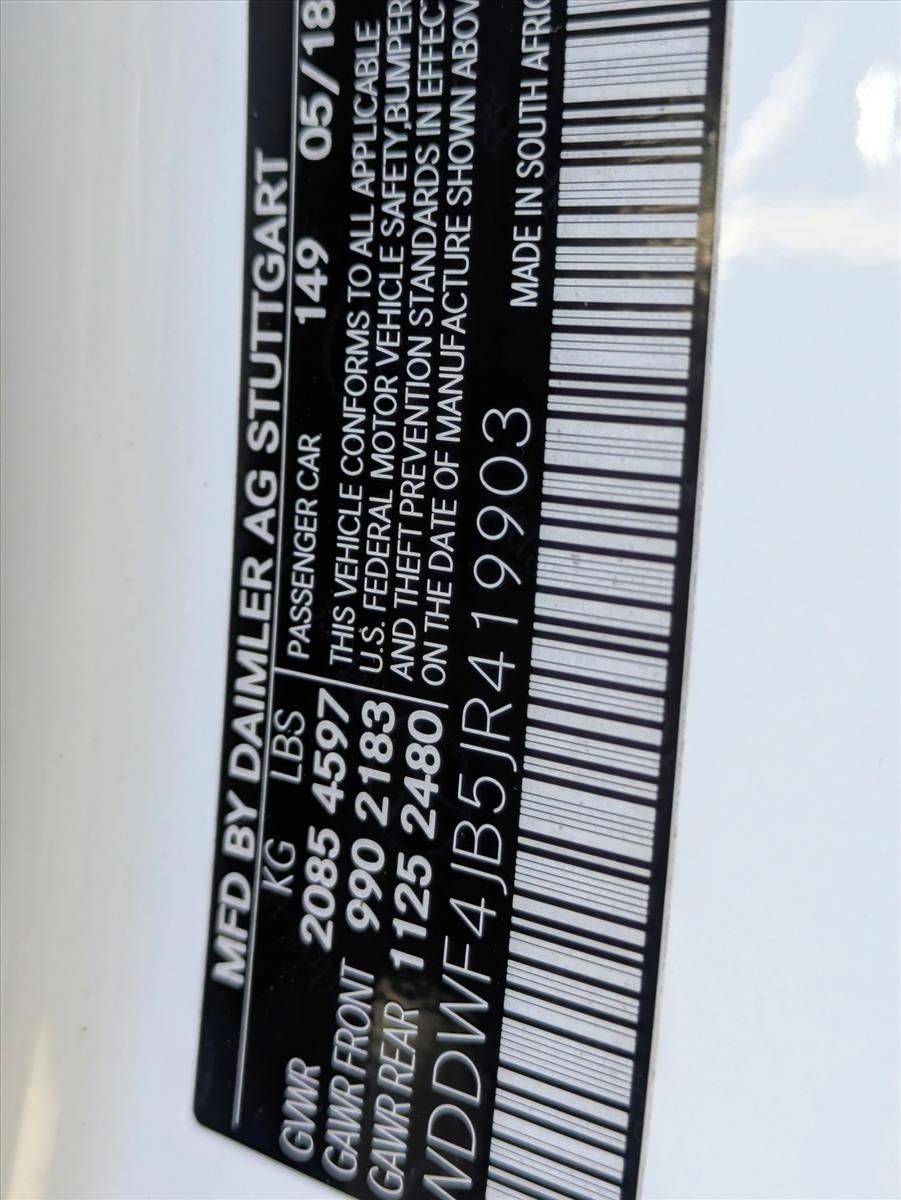 MFD BY DAIMLER AG STUTTGART
KG LBS PASSENGER CAR 149 05/18
GVWR 2085 4597 THIS VEHICLE CONFORMS TO ALL APPLICABLE
GAWR FRONT 990 2183 U.S. FEDERAL MOTOR VEHICLE SAFETY,BUMPER
GAWR REAR 1125 2480 AND THEFT PREVENTION STANDARDS IN EFFECT
ON THE DATE OF MANUFACTURE SHOWN ABOV
WDDWF4JB5JR419903 MADE IN SOUTH AFRIC